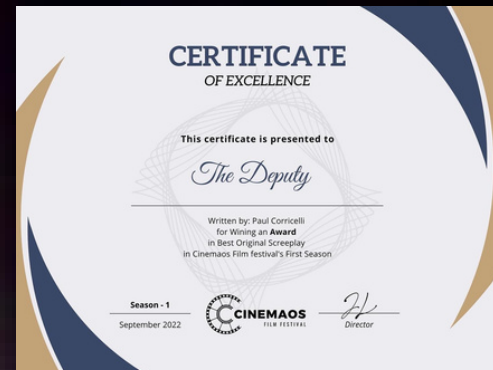 CERTIFICATE
OF EXCELLENCE
This certificate is presented to
The Deputy
Written by: Paul Corricelli
for Wining an Award
in Best Original Screeplay
in Cinemaos Film festival's First Season
Season - 1
September 2022
CINEMAOS
FILM FESTIVAL
Director